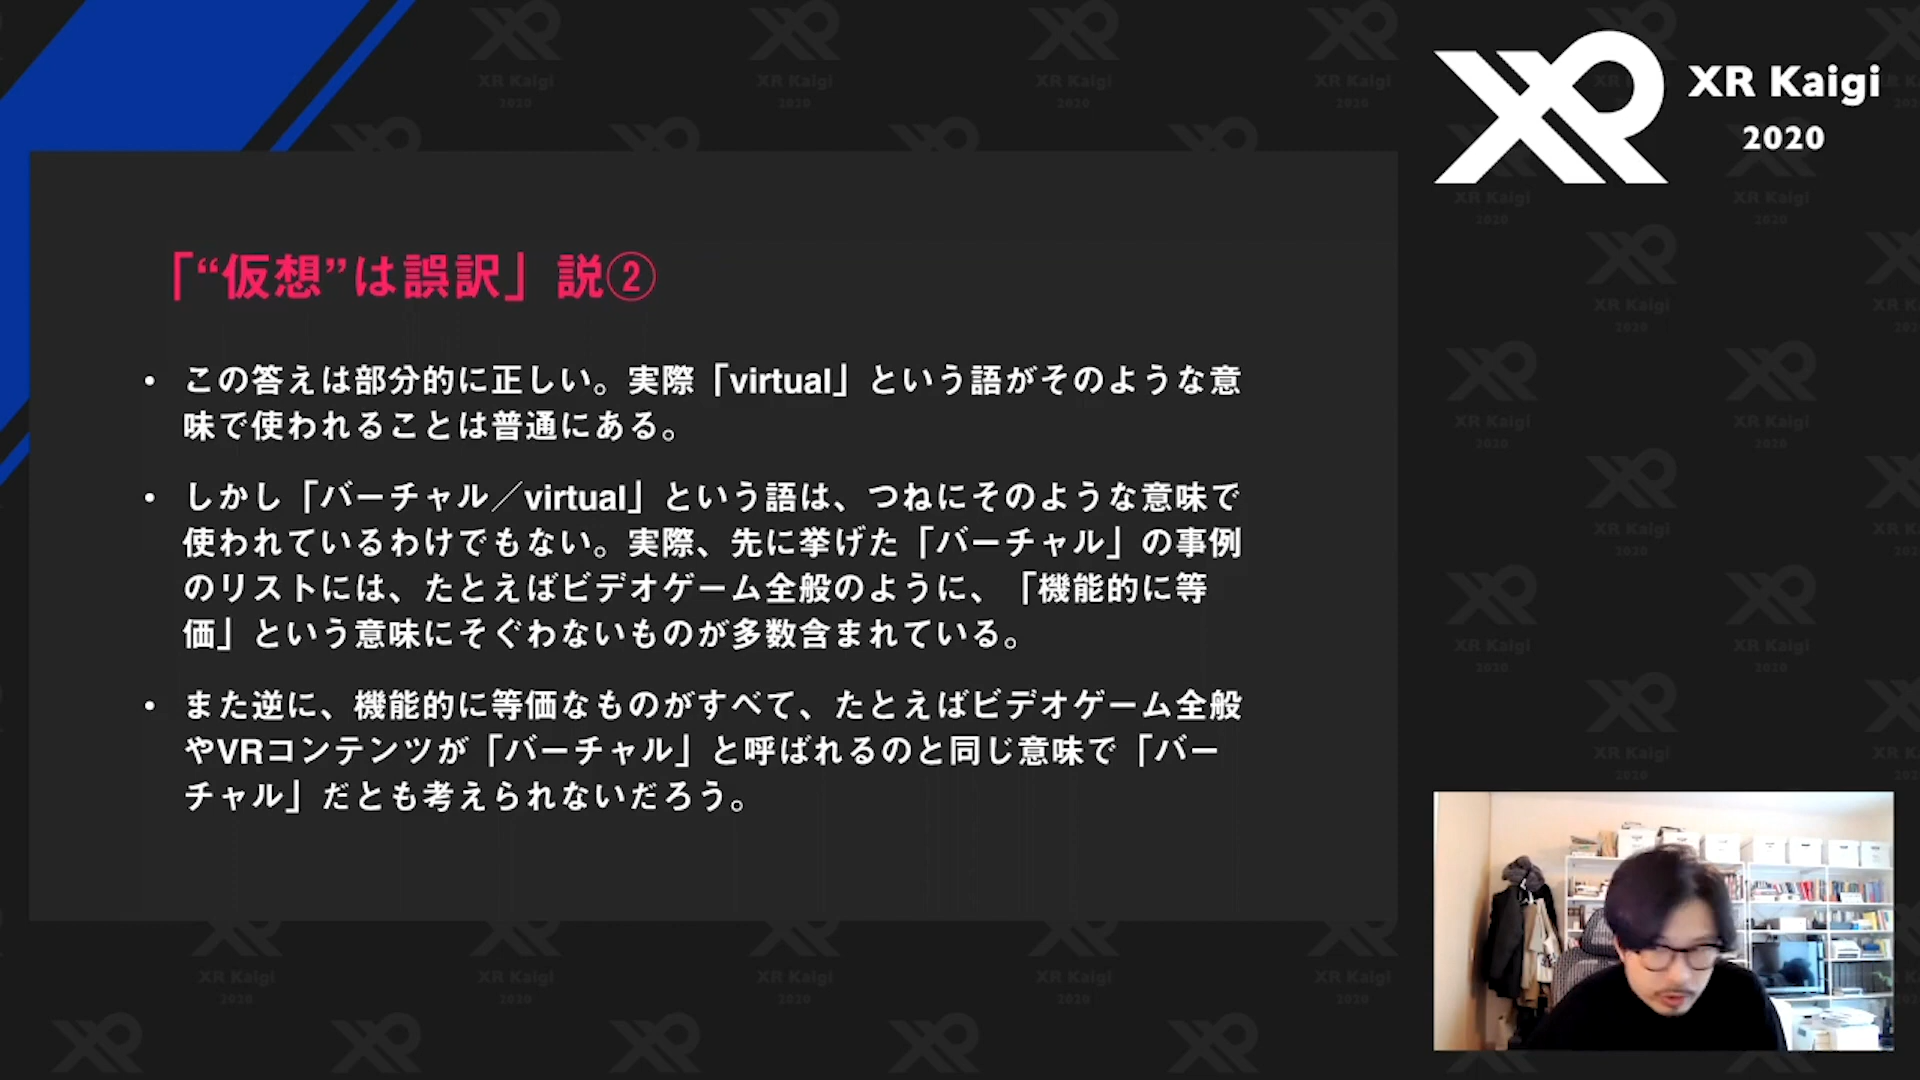 XR Kaigi
2020
「“仮想”は誤訳」説②
• この答えは部分的に正しい。実際「virtual」という語がそのような意
味で使われることは普通にある。
• しかし「バーチャル／virtual」という語は、つねにそのような意味で
使われているわけでもない。実際、先に挙げた「バーチャル」の事例
のリストには、たとえばビデオゲーム全般のように、「機能的に等
価」という意味にそぐわないものが多数含まれている。
• また逆に、機能的に等価なものがすべて、たとえばビデオゲーム全般
やVRコンテンツが「バーチャル」と呼ばれるのと同じ意味で「バー
チャル」だとも考えられないだろう。